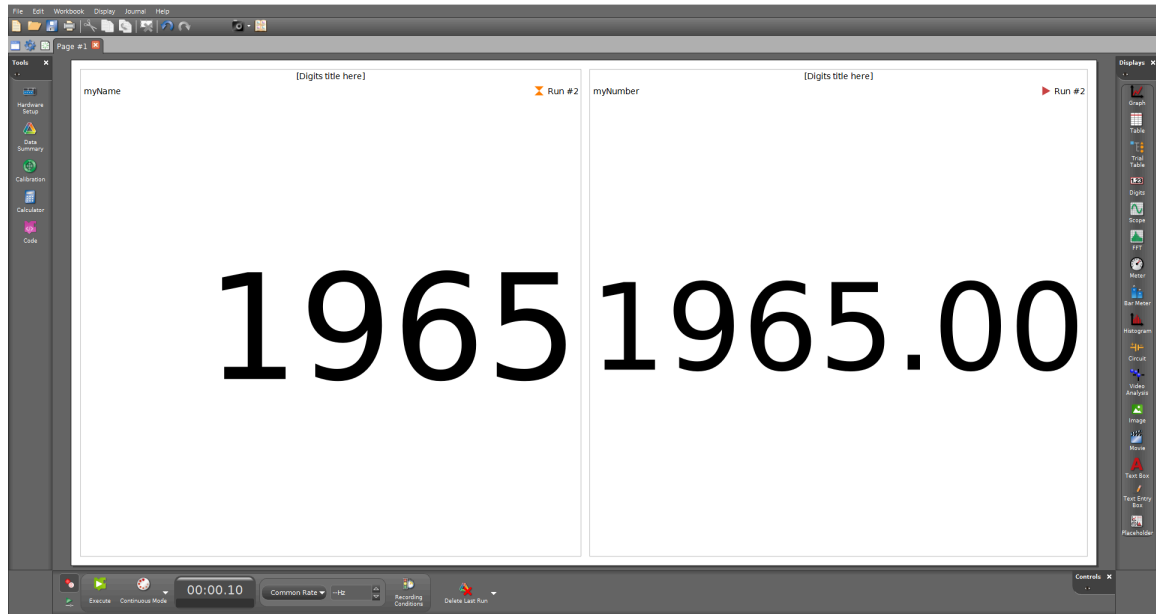 File Edit Workbook Display Journal Help
Page #1
Tools
Hardware
Setup
Data
Summary
Calibration
Calculator
Code
[Digits title here]
myName
Run #2
1965
[Digits title here]
myNumber
Run #2
1965.00
Displays
Graph
Table
Trial
Table
1.23
Digits
Scope
FFT
Meter
Bar Meter
Histogram
Circuit
Video
Analysis
Image
Movie
Text Box
Text Entry
Box
Placeholder
Execute
Continuous Mode
00:00.10
Common Rate
--Hz
Recording
Conditions
Delete Last Run
Controls